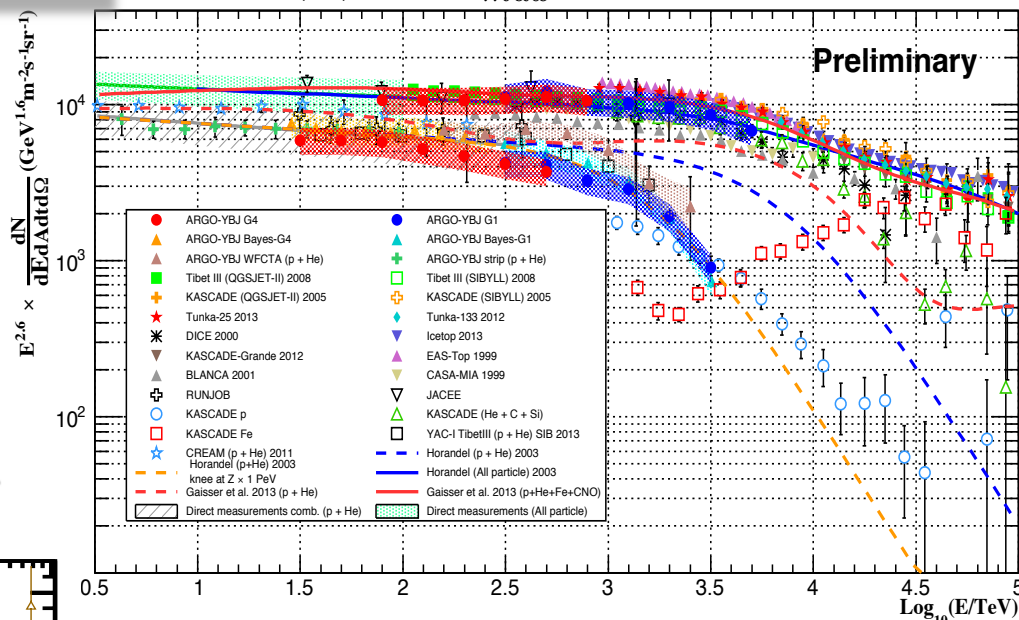 Preliminary
E^2.6 × dN/dEdAdtdΩ (GeV^1.6 m^-2 s^-1 sr^-1)
10^4
10^3
10^2
ARGO-YBJ G4
ARGO-YBJ G1
ARGO-YBJ Bayes-G4
ARGO-YBJ Bayes-G1
ARGO-YBJ WFCTA (p + He)
ARGO-YBJ strip (p + He)
Tibet III (QGSJET-II) 2008
Tibet III (SIBYLL) 2008
KASCADE (QGSJET-II) 2005
KASCADE (SIBYLL) 2005
Tunka-25 2013
Tunka-133 2012
DICE 2000
Icetop 2013
KASCADE-Grande 2012
EAS-Top 1999
BLANCA 2001
CASA-MIA 1999
RUNJOB
JACEE
KASCADE p
KASCADE (He + C + Si)
KASCADE Fe
YAC-I TibetIII (p + He) SIB 2013
CREAM (p + He) 2011
Horandel (p + He) 2003
Horandel (p+He) 2003
knee at Z × 1 PeV
Horandel (All particle) 2003
Gaisser et al. 2013 (p + He)
Gaisser et al. 2013 (p+He+Fe+CNO)
Direct measurements comb. (p + He)
Direct measurements (All particle)
0.5 1 1.5 2 2.5 3 3.5 4 4.5 5
Log10(E/TeV)